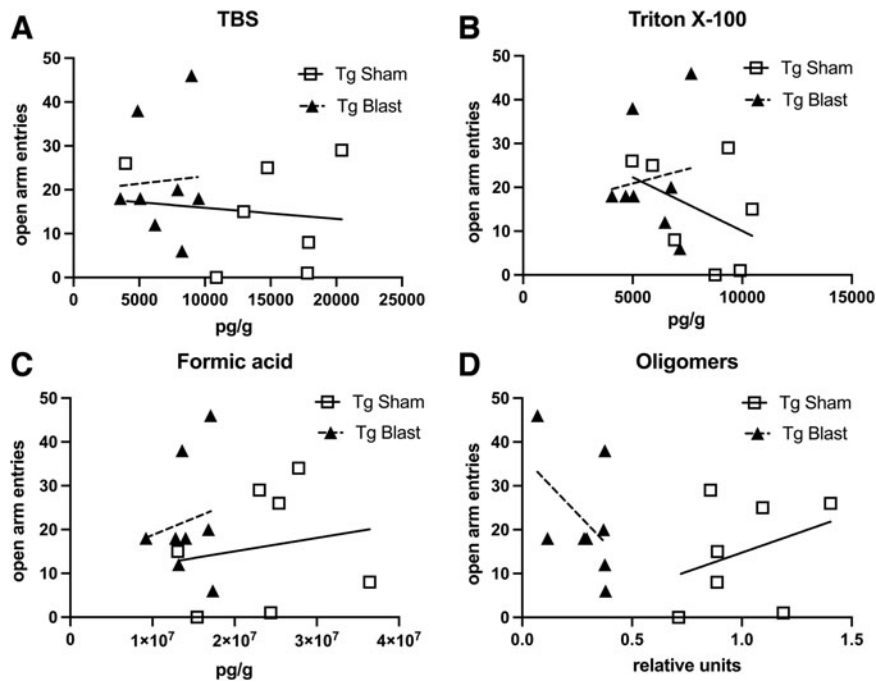 A
TBS
open arm entries
50
40
30
20
10
0
Tg Sham
Tg Blast
0
5000
10000
15000
20000
25000
pg/g
B
Triton X-100
open arm entries
50
40
30
20
10
0
Tg Sham
Tg Blast
0
5000
10000
15000
pg/g
C
Formic acid
open arm entries
50
40
30
20
10
0
Tg Sham
Tg Blast
0
1×10⁷
2×10⁷
3×10⁷
4×10⁷
pg/g
D
Oligomers
open arm entries
50
40
30
20
10
0
Tg Sham
Tg Blast
0.0
0.5
1.0
1.5
relative units